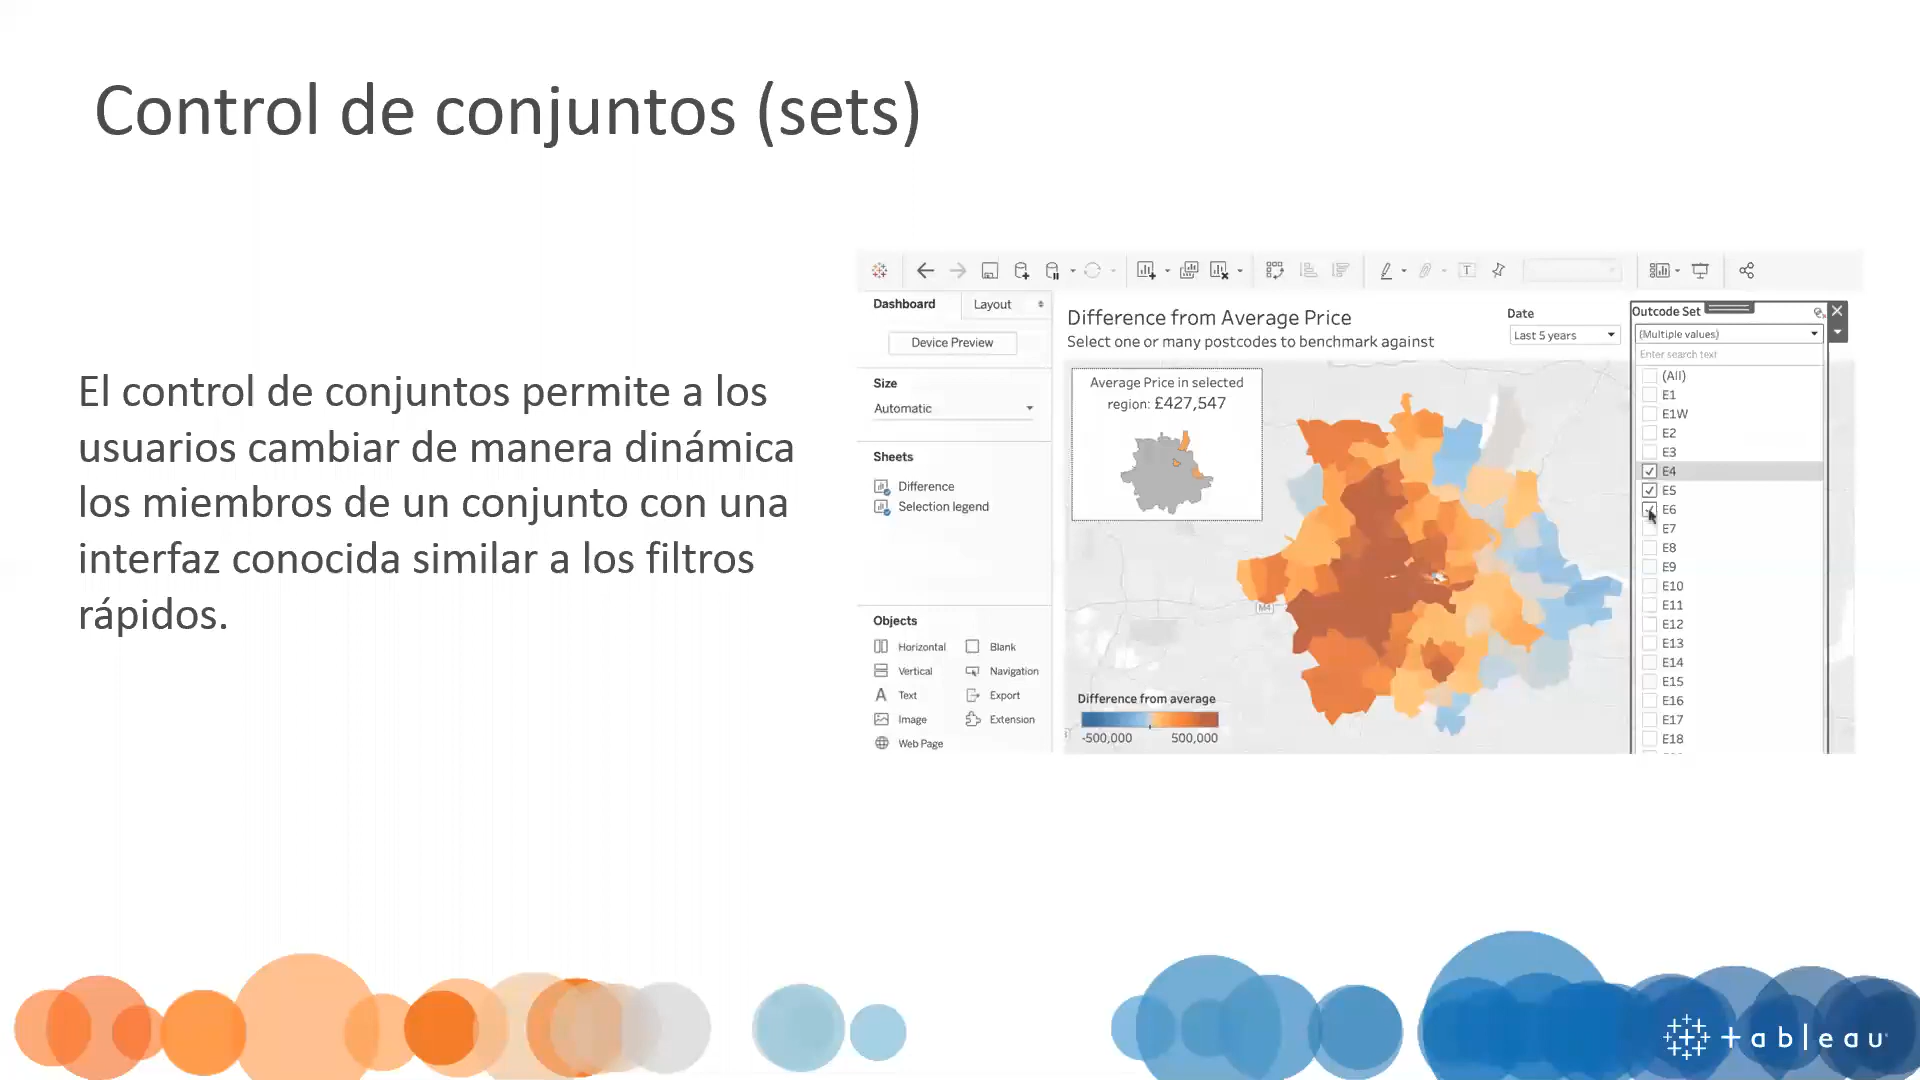 Control de conjuntos (sets)
El control de conjuntos permite a los
usuarios cambiar de manera dinámica
los miembros de un conjunto con una
interfaz conocida similar a los filtros
rápidos.
Dashboard
Layout
Device Preview
Size
Automatic
Sheets
Difference
Selection legend
Objects
Horizontal
Blank
Vertical
Navigation
Text
Export
Image
Extension
Web Page
Difference from Average Price
Select one or many postcodes to benchmark against
Date
Last 5 years
Average Price in selected
region: £427,547
M4
Difference from average
-500,000
500,000
Outcode Set
(Multiple values)
Enter search text
(All)
E1
E1W
E2
E3
E4
E5
E6
E7
E8
E9
E10
E11
E12
E13
E14
E15
E16
E17
E18
+ableau